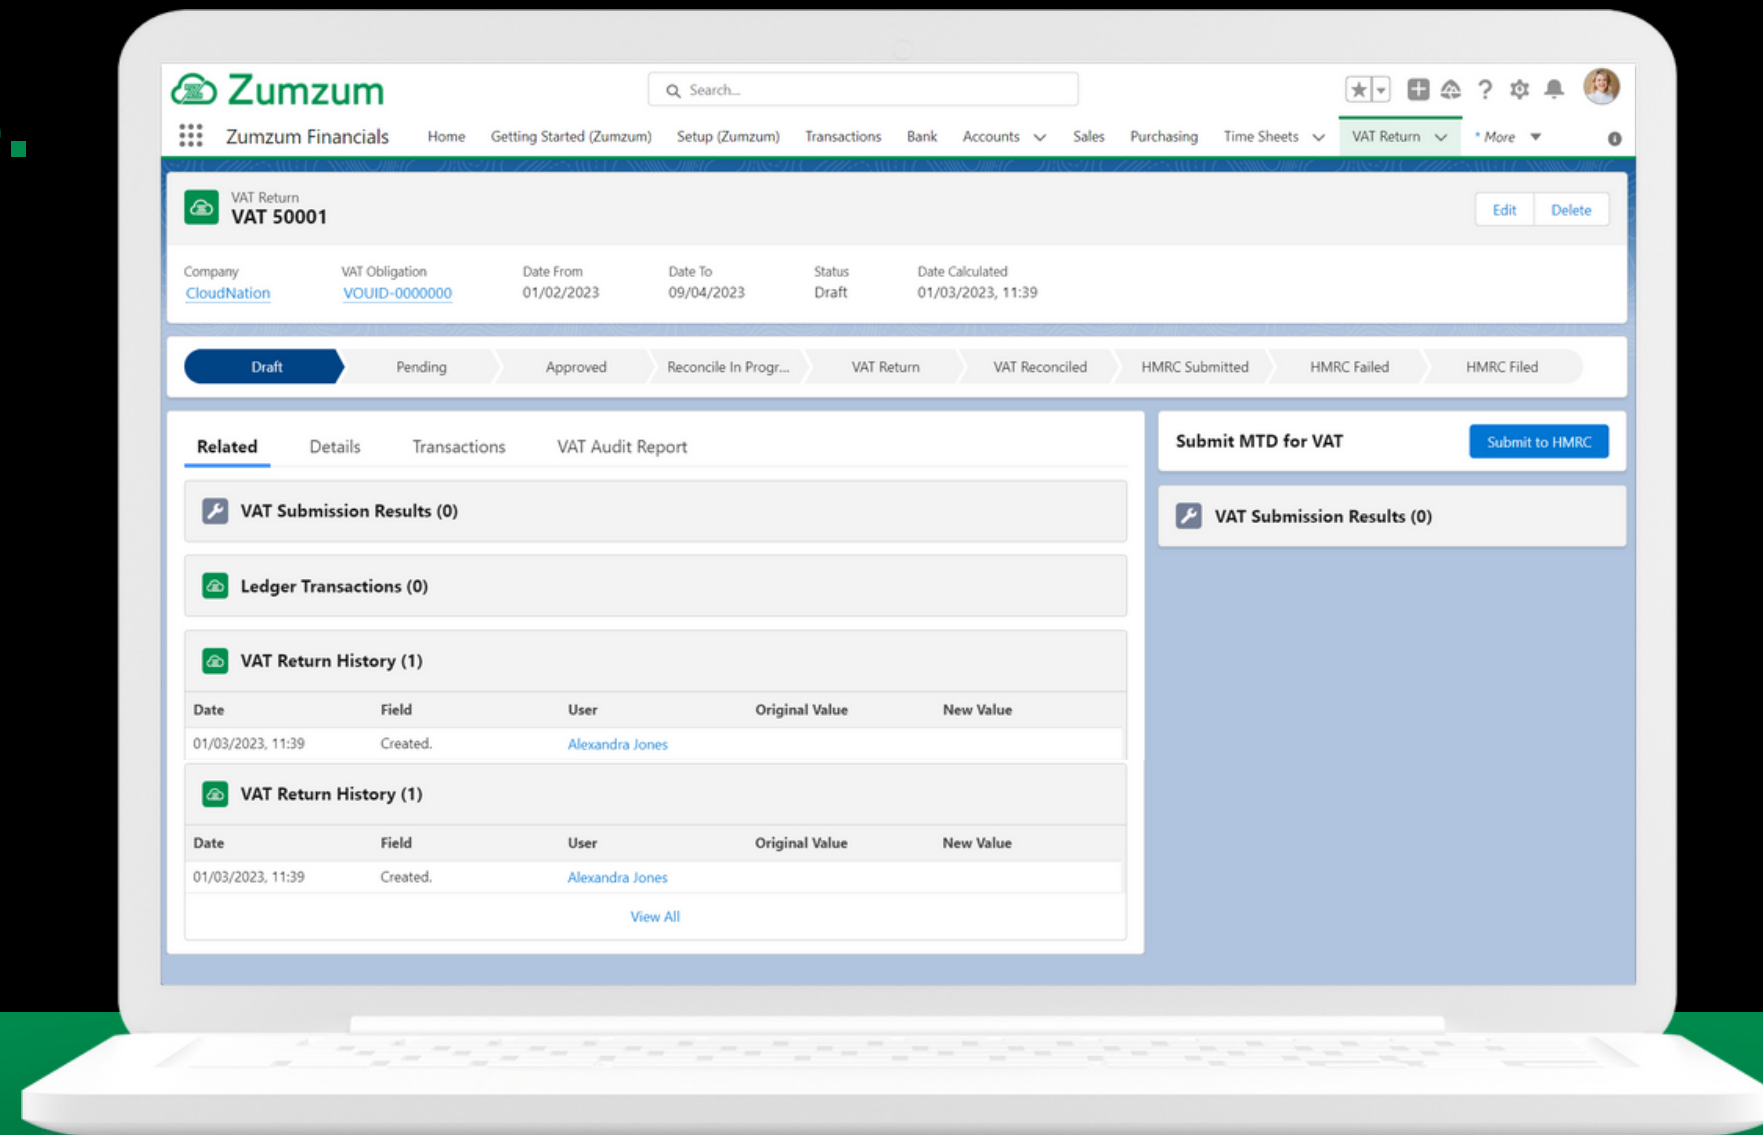 Zumzum
Search...
Zumzum Financials Home Getting Started (Zumzum) Setup (Zumzum) Transactions Bank Accounts Sales Purchasing Time Sheets VAT Return * More
VAT Return
VAT 50001
Edit Delete
Company VAT Obligation Date From Date To Status Date Calculated
CloudNation VOUID-0000000 01/02/2023 09/04/2023 Draft 01/03/2023, 11:39
Draft Pending Approved Reconcile In Progr... VAT Return VAT Reconciled HMRC Submitted HMRC Failed HMRC Filed
Related Details Transactions VAT Audit Report
VAT Submission Results (0)
Ledger Transactions (0)
VAT Return History (1)
Date Field User Original Value New Value
01/03/2023, 11:39 Created. Alexandra Jones
VAT Return History (1)
Date Field User Original Value New Value
01/03/2023, 11:39 Created. Alexandra Jones
View All
Submit MTD for VAT Submit to HMRC
VAT Submission Results (0)